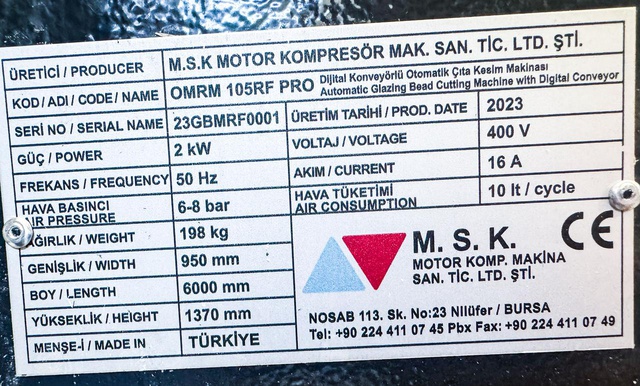 ÜRETİCİ / PRODUCER M.S.K MOTOR KOMPRESÖR MAK. SAN. TİC. LTD. ŞTİ.
KOD / ADI / CODE / NAME OMRM 105RF PRO Dijital Konveyörlü Otomatik Çıta Kesim Makinası
Automatic Glazing Bead Cutting Machine with Digital Conveyor
SERİ NO / SERIAL NAME 23GBMRF0001 ÜRETİM TARİHİ / PROD. DATE 2023
GÜÇ / POWER 2 kW VOLTAJ / VOLTAGE 400 V
FREKANS / FREQUENCY 50 Hz AKIM / CURRENT 16 A
HAVA BASINCI AIR PRESSURE 6-8 bar HAVA TÜKETİMİ AIR CONSUMPTION 10 lt / cycle
AĞIRLIK / WEIGHT 198 kg
GENİŞLİK / WIDTH 950 mm
BOY / LENGTH 6000 mm
YÜKSEKLİK / HEIGHT 1370 mm
MENŞE-İ / MADE IN TÜRKİYE
M. S. K. CE
MOTOR KOMP. MAKİNA
SAN. TİC. LTD. ŞTİ.
NOSAB 113. Sk. No:23 Nilüfer / BURSA
Tel: +90 224 411 07 45 Pbx Fax: +90 224 411 07 49